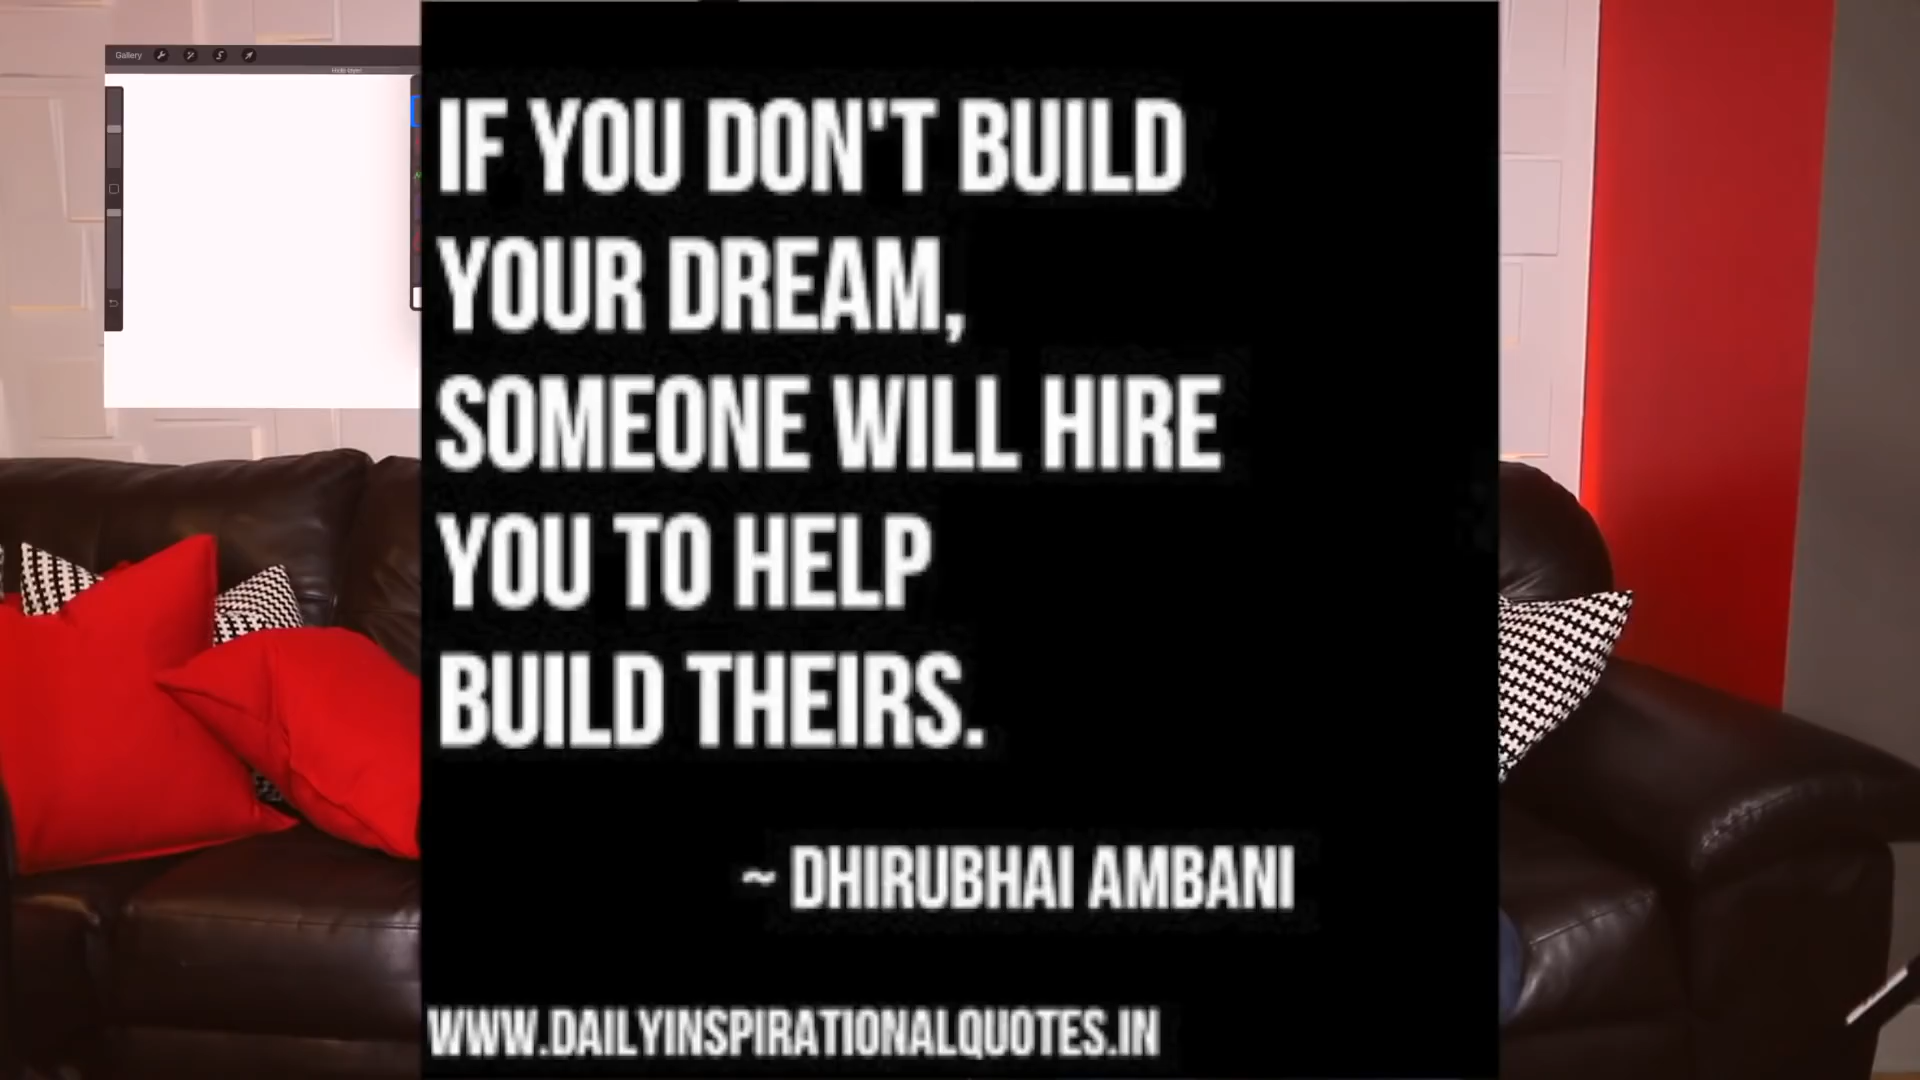 Gallery
IF YOU DON'T BUILD
YOUR DREAM,
SOMEONE WILL HIRE
YOU TO HELP
BUILD THEIRS.
~ DHIRUBHAI AMBANI
WWW.DAILYINSPIRATIONALQUOTES.IN